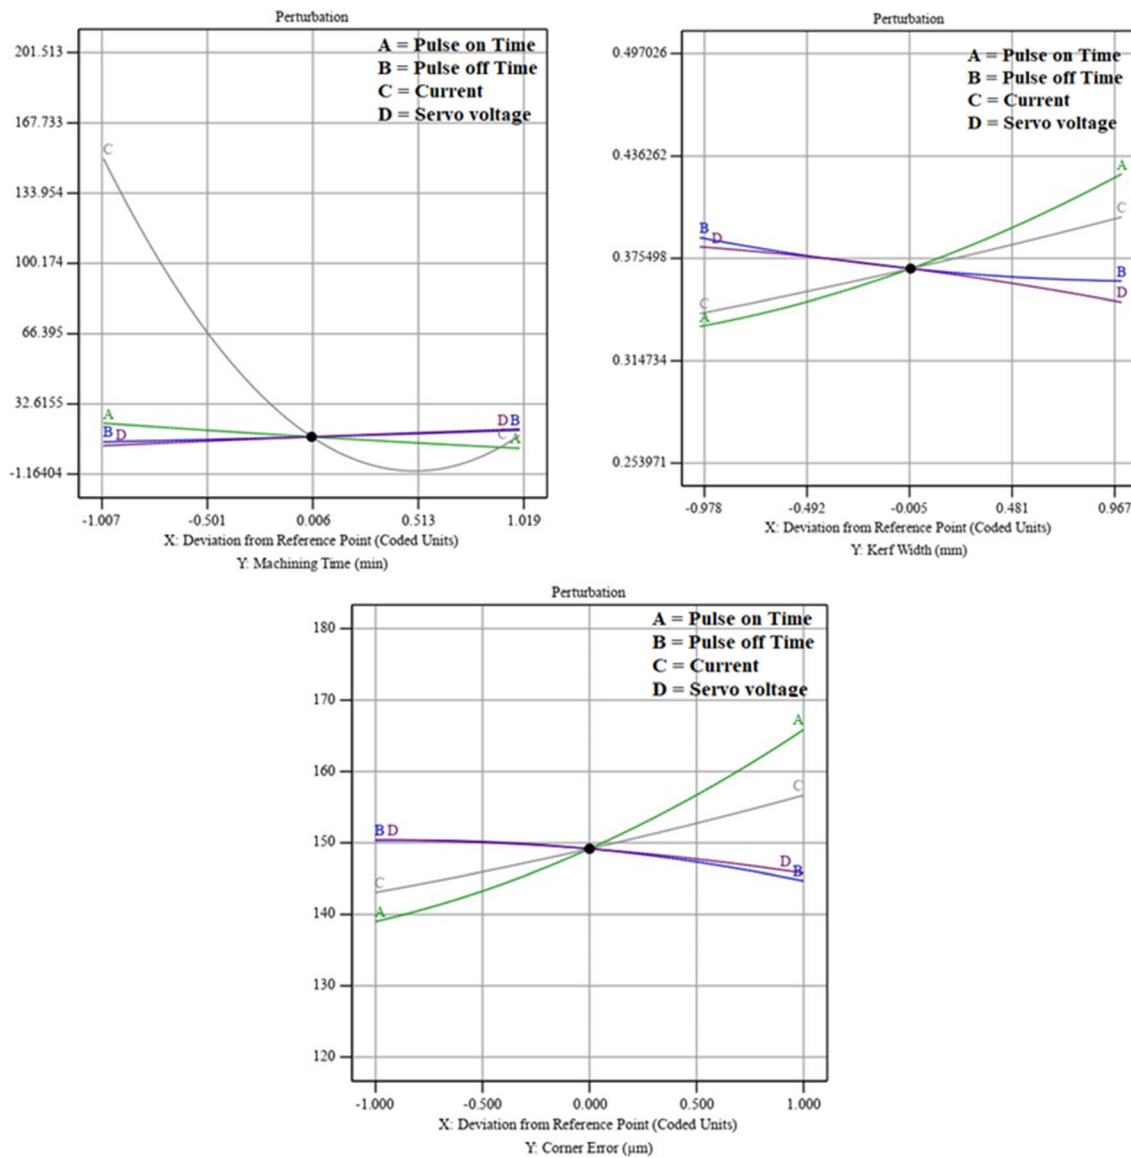 Perturbation
A = Pulse on Time
B = Pulse off Time
C = Current
D = Servo voltage
201.513
167.733
133.954
100.174
66.395
32.6155
-1.16404
C
A
B D
D B
C A
-1.007 -0.501 0.006 0.513 1.019
X: Deviation from Reference Point (Coded Units)
Y: Machining Time (min)
Perturbation
A = Pulse on Time
B = Pulse off Time
C = Current
D = Servo voltage
0.497026
0.436262
0.375498
0.314734
0.253971
B D
C
A
A
C
B
D
-0.978 -0.492 -0.005 0.481 0.967
X: Deviation from Reference Point (Coded Units)
Y: Kerf Width (mm)
Perturbation
A = Pulse on Time
B = Pulse off Time
C = Current
D = Servo voltage
180
170
160
150
140
130
120
B D
C
A
A
C
D
B
-1.000 -0.500 0.000 0.500 1.000
X: Deviation from Reference Point (Coded Units)
Y: Corner Error (µm)